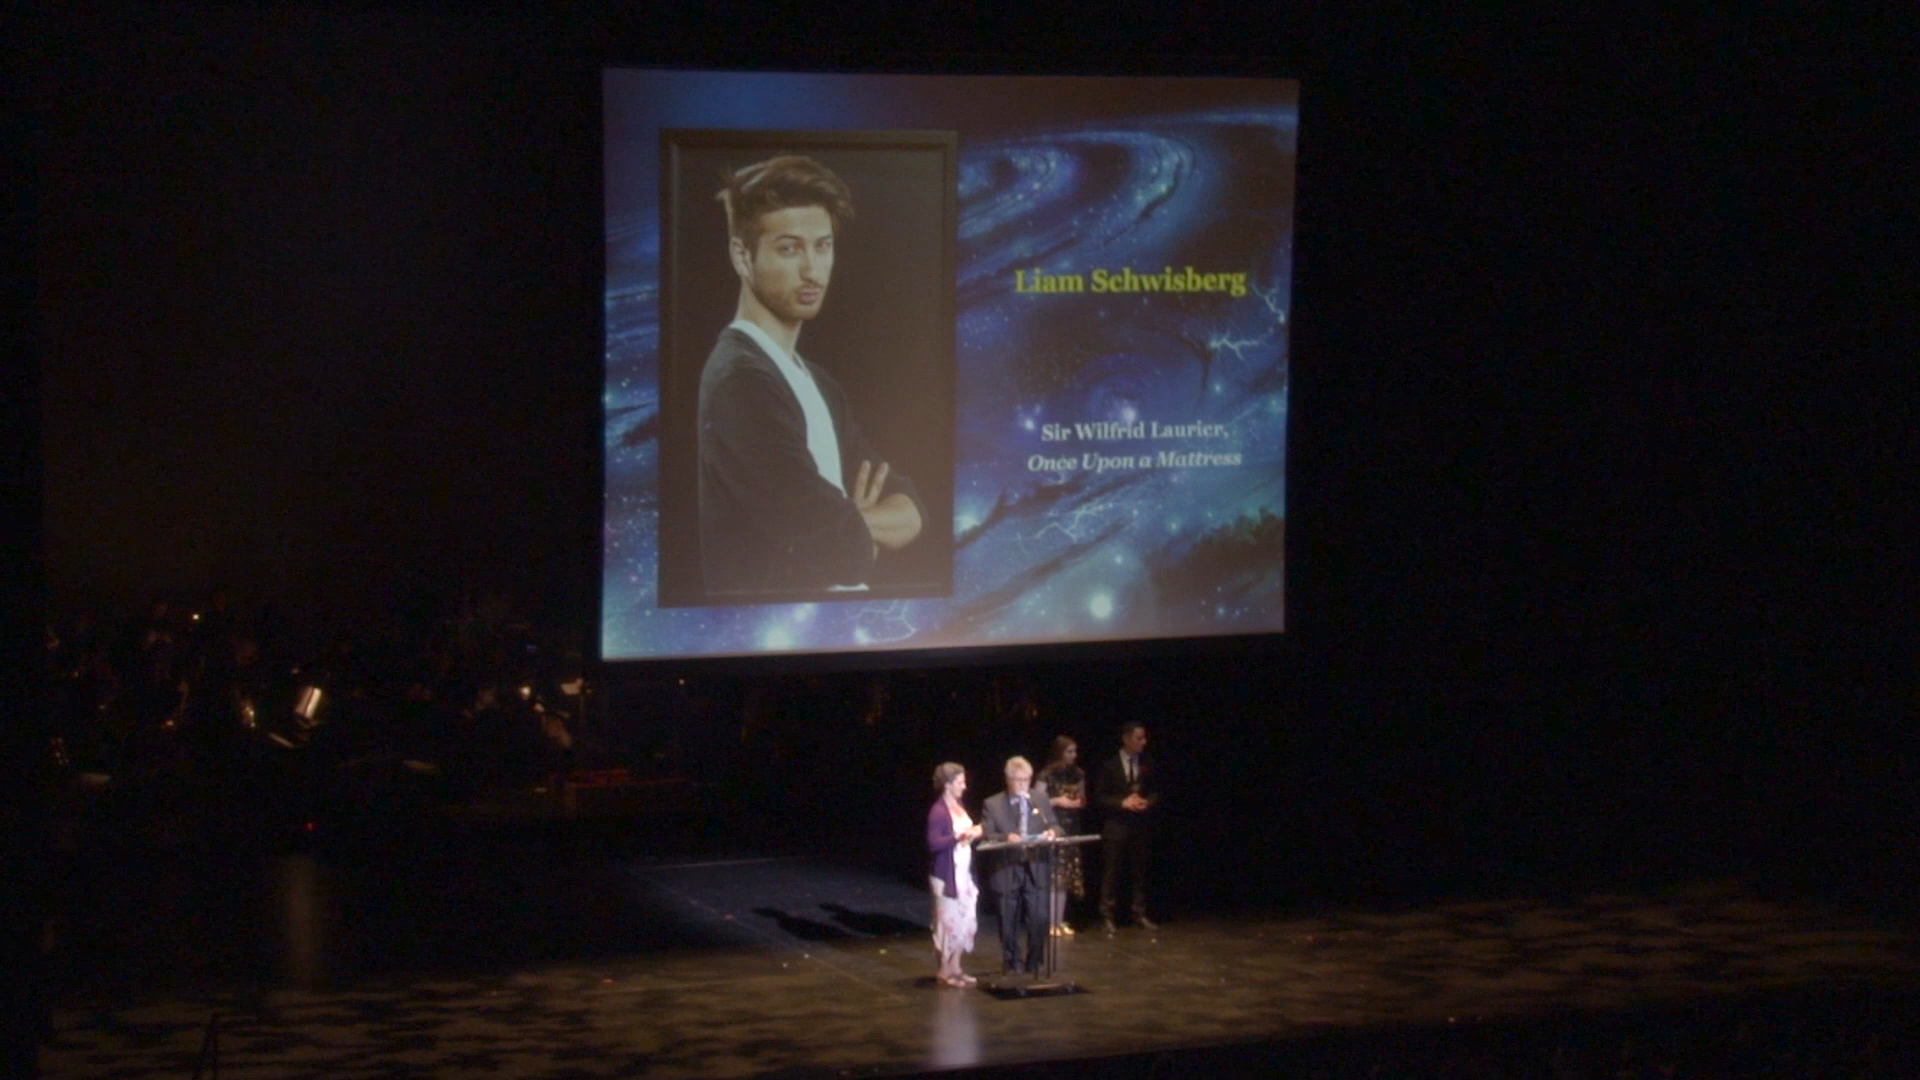 Liam Schwisberg
Sir Wilfrid Laurier,
Once Upon a Mattress